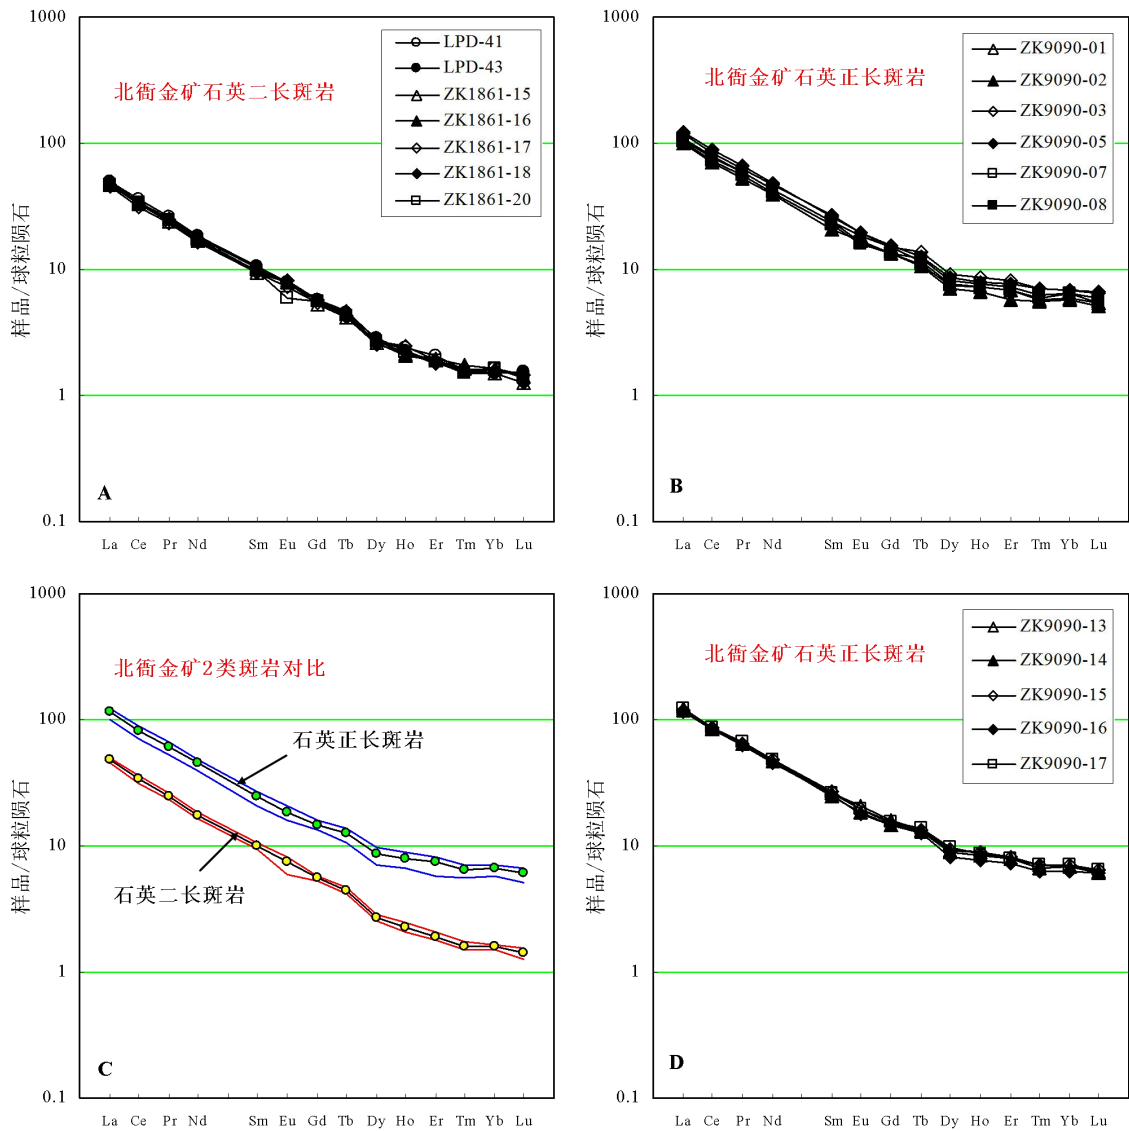 1000
100
10
1
0.1
样品/球粒陨石
北衙金矿石英二长斑岩
LPD-41
LPD-43
ZK1861-15
ZK1861-16
ZK1861-17
ZK1861-18
ZK1861-20
A
La Ce Pr Nd Sm Eu Gd Tb Dy Ho Er Tm Yb Lu
1000
100
10
1
0.1
样品/球粒陨石
北衙金矿石英正长斑岩
ZK9090-01
ZK9090-02
ZK9090-03
ZK9090-05
ZK9090-07
ZK9090-08
B
La Ce Pr Nd Sm Eu Gd Tb Dy Ho Er Tm Yb Lu
1000
100
10
1
0.1
样品/球粒陨石
北衙金矿2类斑岩对比
石英正长斑岩
石英二长斑岩
C
La Ce Pr Nd Sm Eu Gd Tb Dy Ho Er Tm Yb Lu
1000
100
10
1
0.1
样品/球粒陨石
北衙金矿石英正长斑岩
ZK9090-13
ZK9090-14
ZK9090-15
ZK9090-16
ZK9090-17
D
La Ce Pr Nd Sm Eu Gd Tb Dy Ho Er Tm Yb Lu